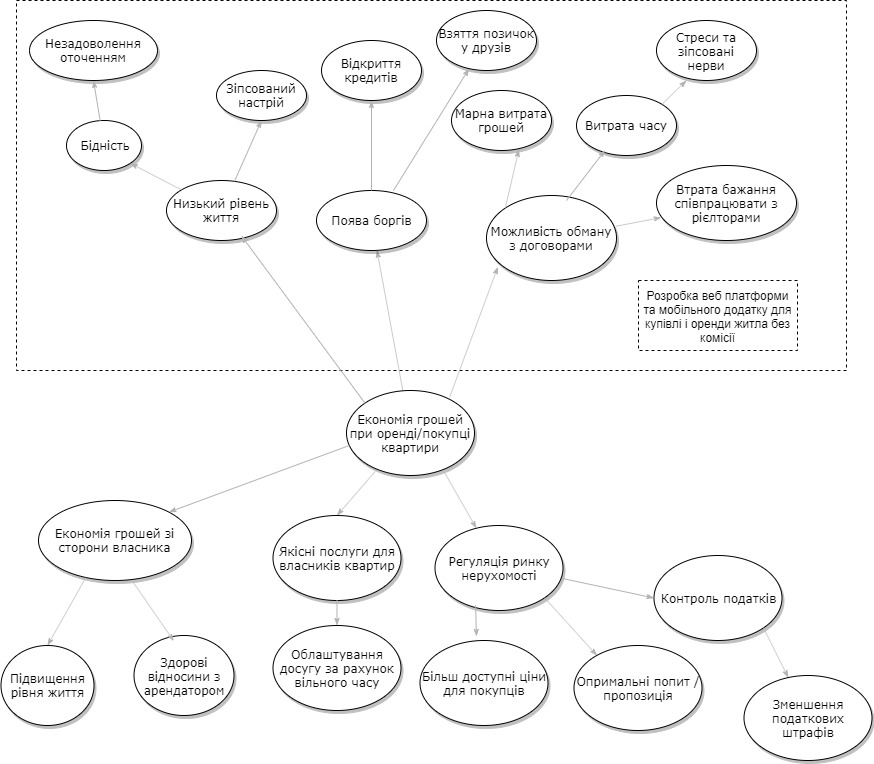 Незадоволення
оточенням
Взяття позичок
у друзів
Стреси та
зіпсовані
нерви
Відкриття
кредитів
Зіпсований
настрій
Марна витрата
грошей
Витрата часу
Бідність
Низький рівень
життя
Поява боргів
Можливість обману
з договорами
Втрата бажання
співпрацювати з
рієлторами
Розробка веб платформи
та мобільного додатку для
купівлі і оренди житла без
комісії
Економія грошей
при оренді/покупці
квартири
Економія грошей зі
сторони власника
Якісні послуги для
власників квартир
Регуляція ринку
нерухомості
Контроль податків
Підвищення
рівня життя
Здорові
відносини з
арендатором
Облаштування
досугу за рахунок
вільного часу
Більш доступні ціни
для покупців
Опримальні попит /
пропозиція
Зменшення
податкових
штрафів